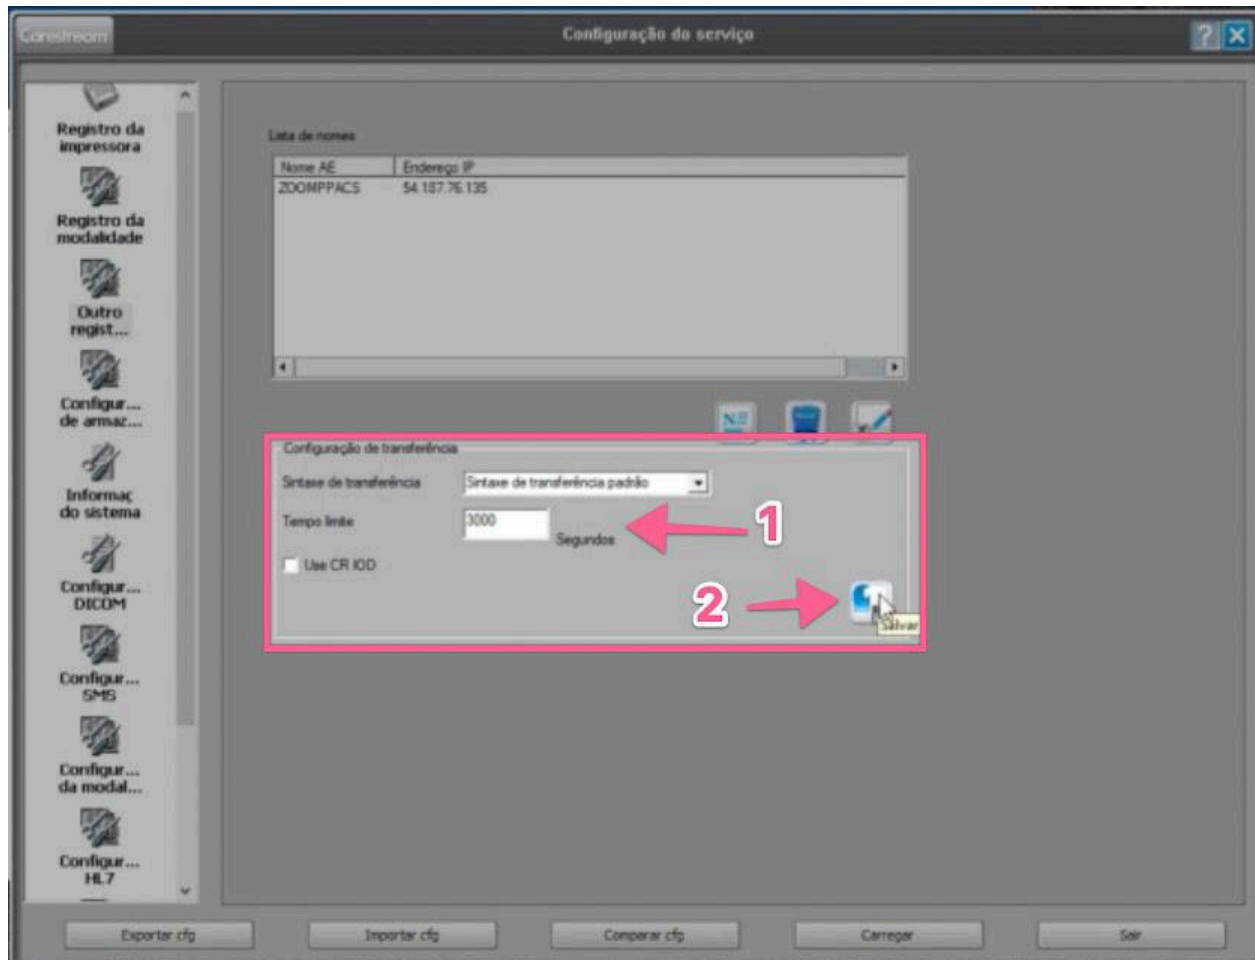 Carestream
Configuração do serviço
?
Registro da
impressora
Registro da
modalidade
Outro
regist...
Configur...
de armaz...
Informaç
do sistema
Configur...
DICOM
Configur...
SMS
Configur...
da modal...
Configur...
HL7
Lista de nomes
Nome AE Endereço IP
ZOOMPPACS 54.187.76.135
Configuração de transferência
Sintaxe de transferência Sintaxe de transferência padrão
Tempo limite 3000 Segundos
1
Use CR IOD
2
Salvar
Exportar cfg Importar cfg Comparar cfg Carregar Sair